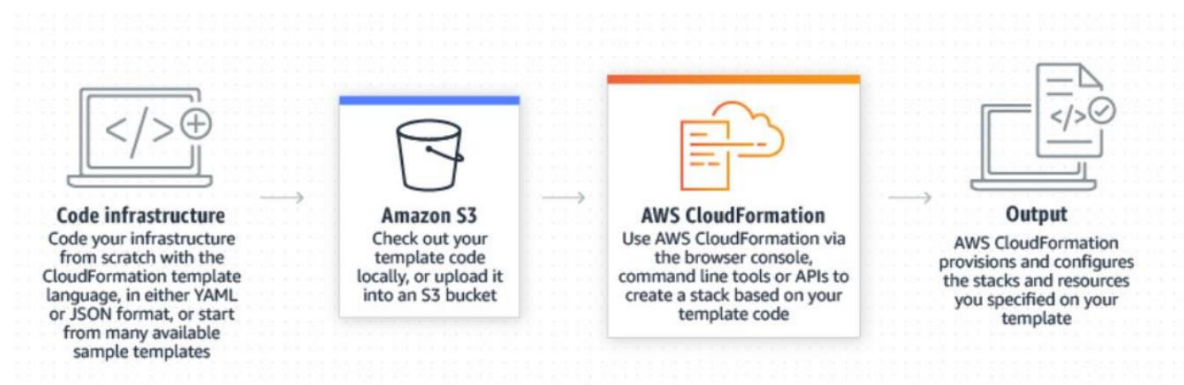 Code infrastructure
Code your infrastructure
from scratch with the
CloudFormation template
language, in either YAML
or JSON format, or start
from many available
sample templates
Amazon S3
Check out your
template code
locally, or upload it
into an S3 bucket
AWS CloudFormation
Use AWS CloudFormation via
the browser console,
command line tools or APIs to
create a stack based on your
template code
Output
AWS CloudFormation
provisions and configures
the stacks and resources
you specified on your
template